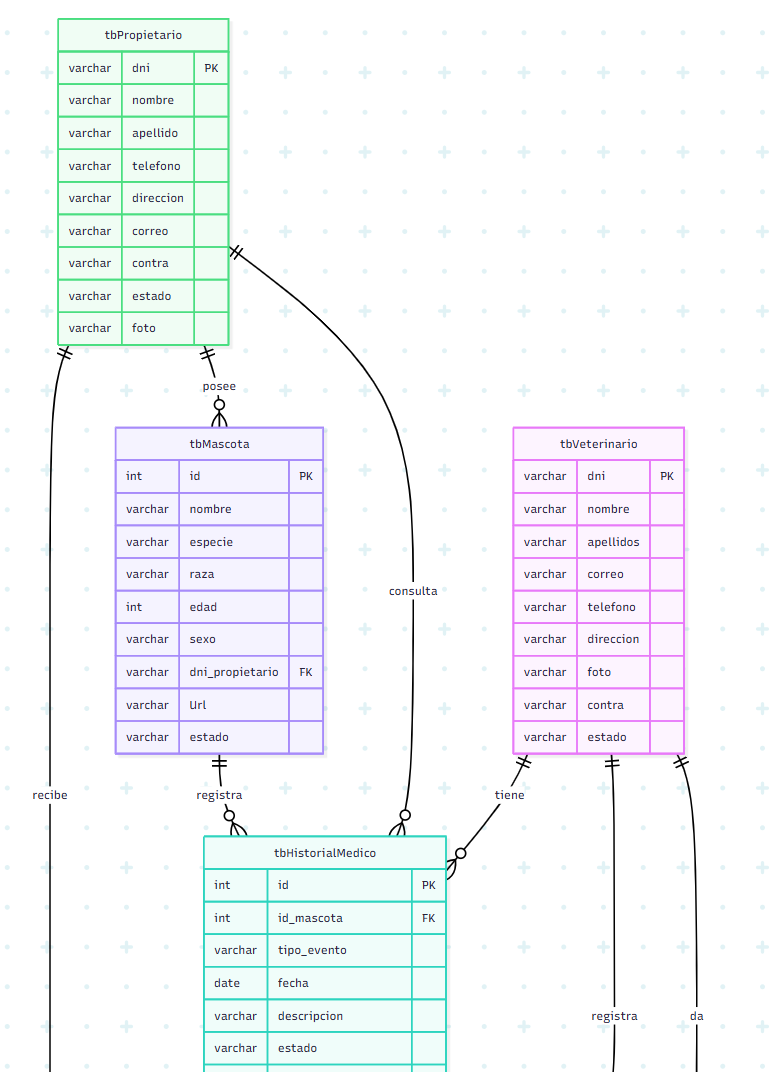 tbPropietario
varchar dni PK
varchar nombre
varchar apellido
varchar telefono
varchar direccion
varchar correo
varchar contra
varchar estado
varchar foto
posee
tbMascota
int id PK
varchar nombre
varchar especie
varchar raza
int edad
varchar sexo
varchar dni_propietario FK
varchar Url
varchar estado
consulta
tbVeterinario
varchar dni PK
varchar nombre
varchar apellidos
varchar correo
varchar telefono
varchar direccion
varchar foto
varchar contra
varchar estado
recibe
registra
tiene
tbHistorialMedico
int id PK
int id_mascota FK
varchar tipo_evento
date fecha
varchar descripcion
varchar estado
registra
da